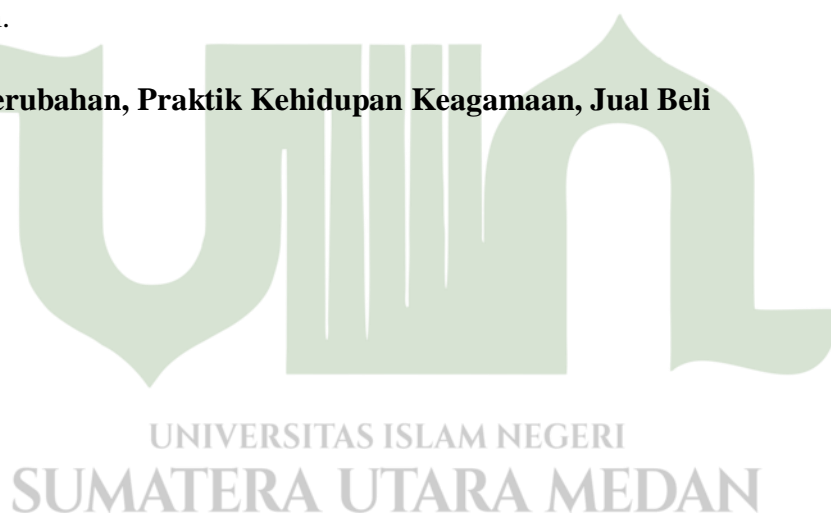 erubahan, Praktik Kehidupan Keagamaan, Jual Beli
UNIVERSITAS ISLAM NEGERI
SUMATERA UTARA MEDAN